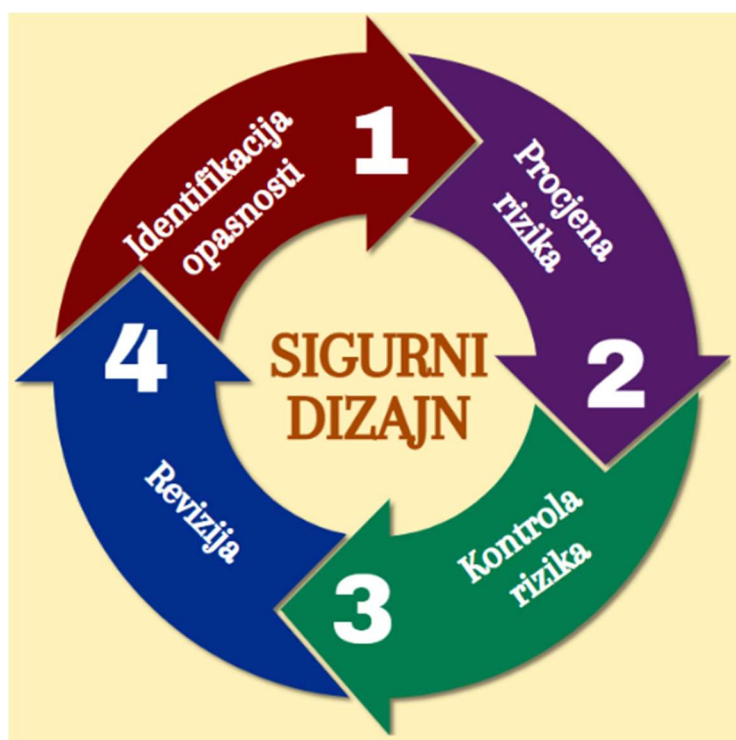 1
Identifikacija
opasnosti
2
Procjena
rizika
3
Kontrola
rizika
4
Revizija
SIGURNI
DIZAJN